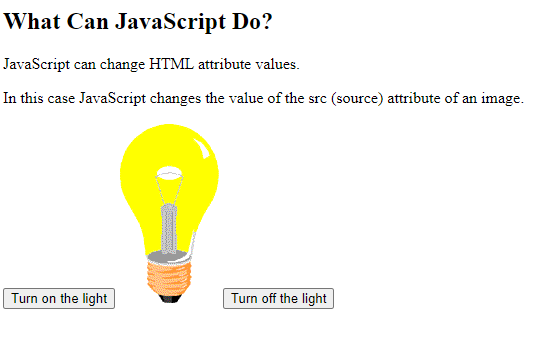 What Can JavaScript Do?
JavaScript can change HTML attribute values.
In this case JavaScript changes the value of the src (source) attribute of an image.
Turn on the light
Turn off the light